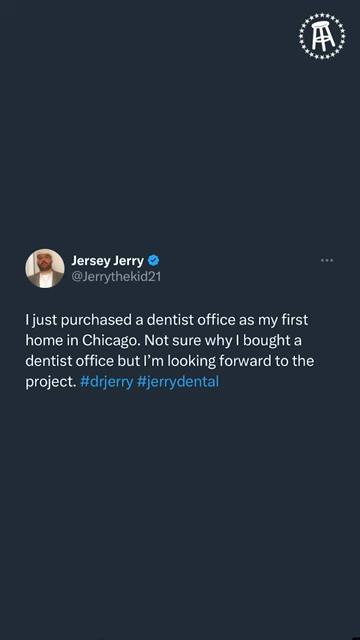 Jersey Jerry
@Jerrythekid21
I just purchased a dentist office as my first
home in Chicago. Not sure why I bought a
dentist office but I’m looking forward to the
project. #drjerry #jerrydental